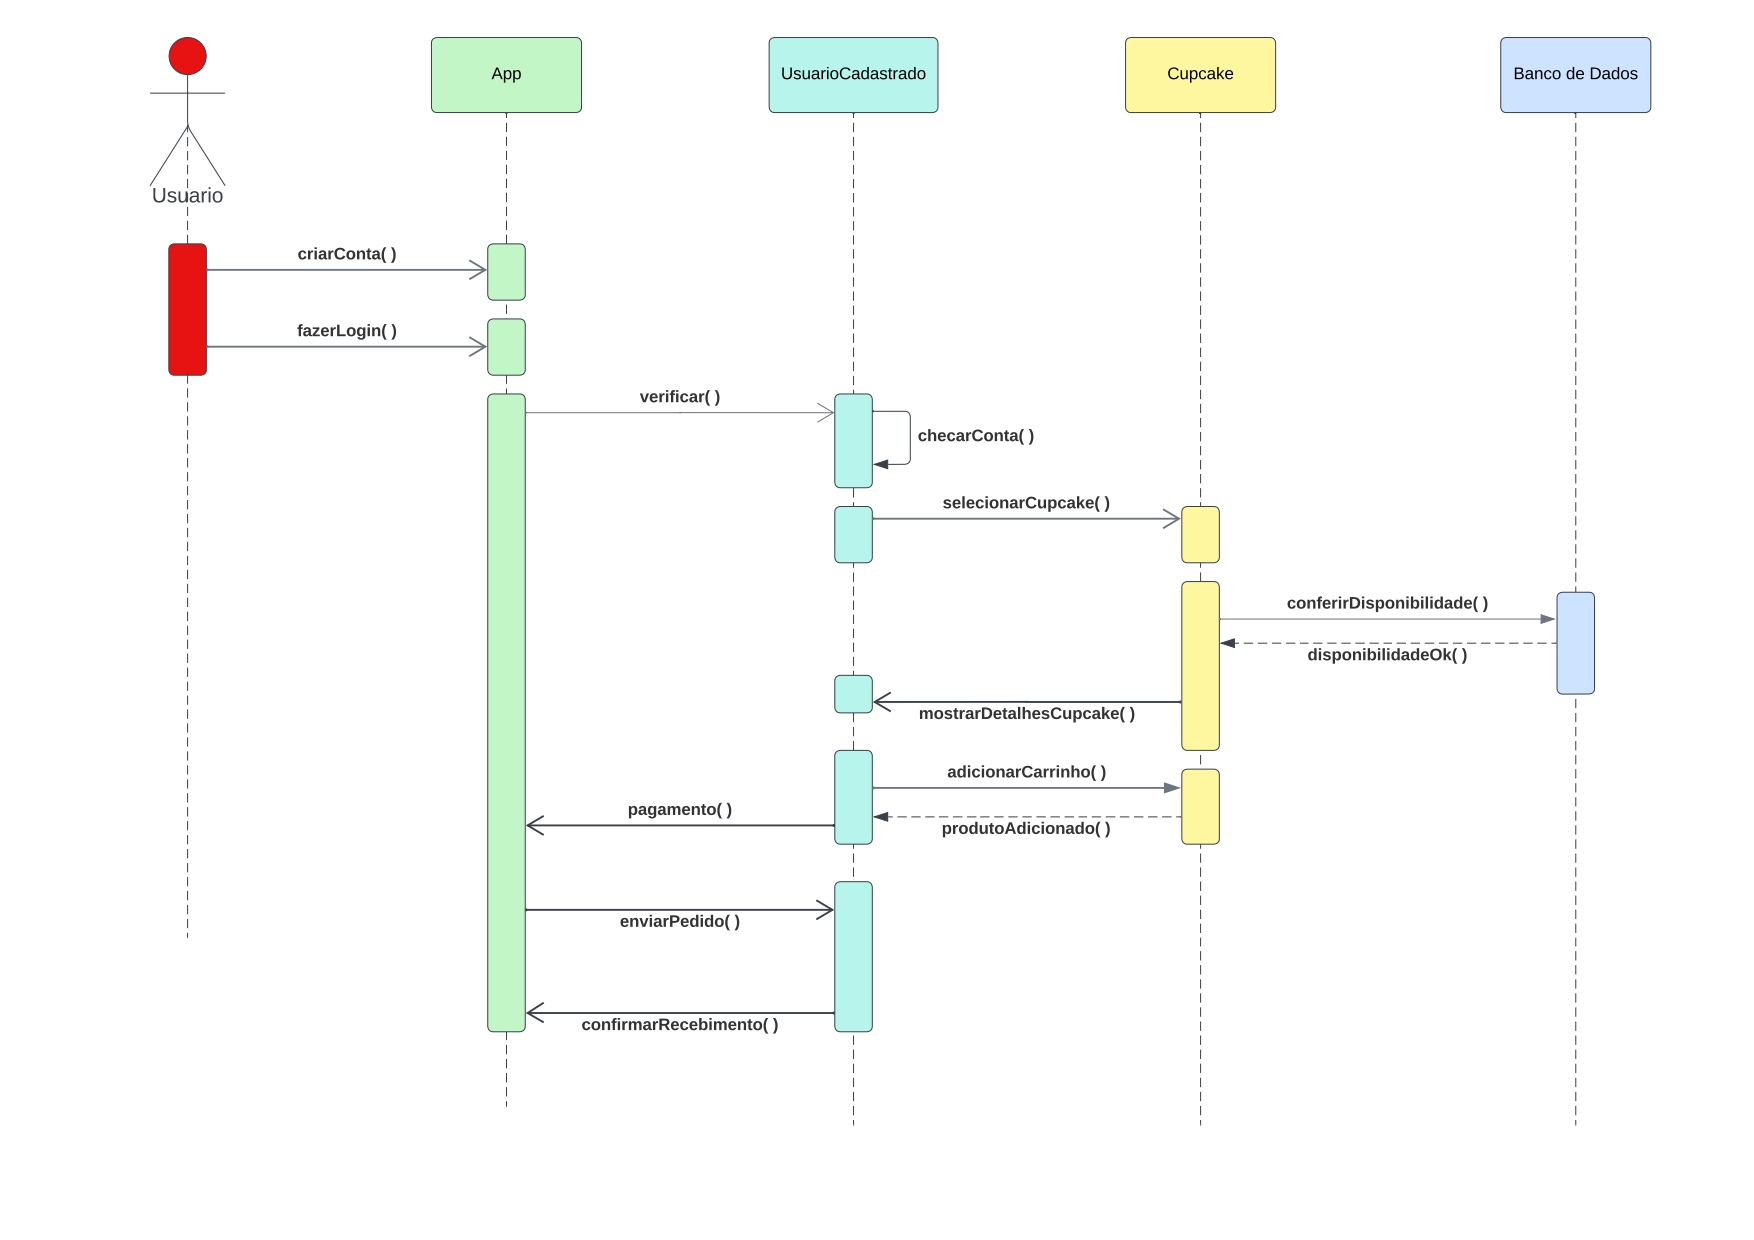 App
UsuarioCadastrado
Cupcake
Banco de Dados
Usuario
criarConta( )
fazerLogin( )
verificar( )
checarConta( )
selecionarCupcake( )
conferirDisponibilidade( )
disponibilidadeOk( )
mostrarDetalhesCupcake( )
adicionarCarrinho( )
pagamento( )
produtoAdicionado( )
enviarPedido( )
confirmarRecebimento( )